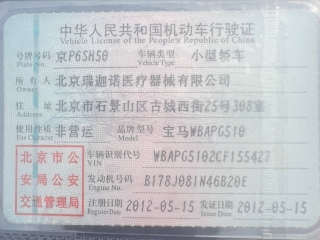 中华人民共和国机动车行驶证
Vehicle License of the People's Republic of China
号牌号码 京P6SH50 车辆类型 小型轿车
Plate No. Vehicle Type
所有人 北京瑞迦诺医疗器械有限公司
Owner
住址 北京市石景山区古城西街25号308室
Address
使用性质 非营运 品牌型号 宝马WBAPG510
Use Character Model
北京市公安局公安交通管理局
车辆识别代号 WBAPG5102CF155427
VIN
发动机号码 B178J081N46B20E
Engine No.
注册日期 2012-05-15 发证日期 2012-05-15
Register Date Issue Date